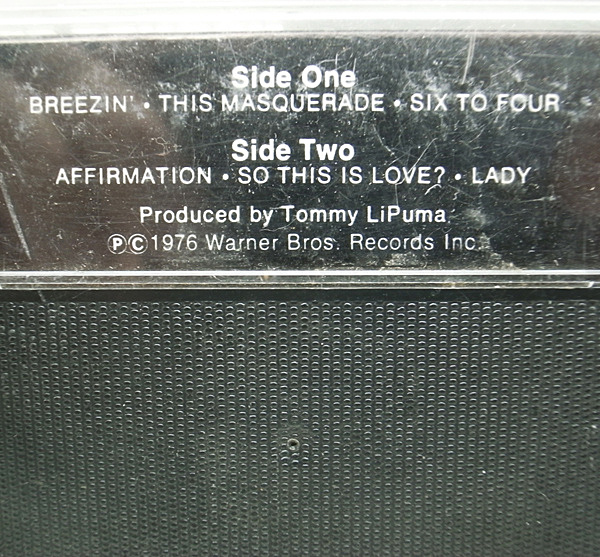 Side One
BREEZIN' • THIS MASQUERADE • SIX TO FOUR
Side Two
AFFIRMATION • SO THIS IS LOVE? • LADY
Produced by Tommy LiPuma
℗©1976 Warner Bros. Records Inc.